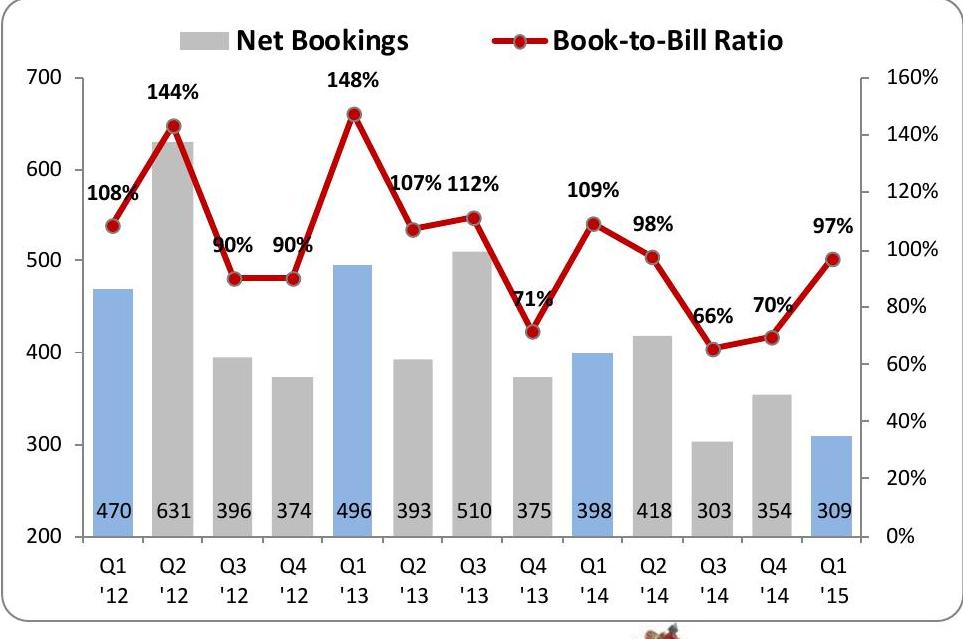 Net Bookings Book-to-Bill Ratio
700 148% 160%
144%
140%
600
108% 107% 112% 109% 120%
98% 97%
90% 90%
500 100%
71% 66% 70% 80%
400
60%
300 40%
20%
470 631 396 374 496 393 510 375 398 418 303 354 309
200 0%
Q1 Q2 Q3 Q4 Q1 Q2 Q3 Q4 Q1 Q2 Q3 Q4 Q1
'12 '12 '12 '12 '13 '13 '13 '13 '14 '14 '14 '14 '15